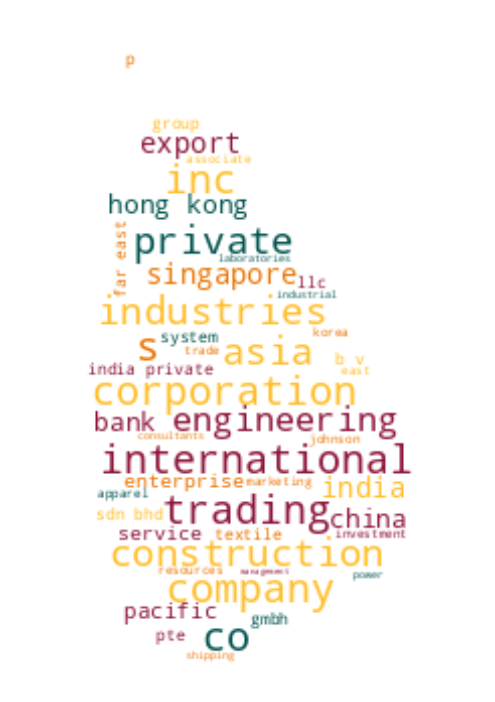 p
group
export
associate
inc
hong kong
far east
private
laboratories
singapore
llc
industrial
industries
korea
s
system
trade
asia
b v
india private
east
corporation
bank
engineering
consultants
johnson
international
enterprise
marketing
india
apparel
sdn bhd
trading
china
service
textile
investment
construction
resources
management
power
company
pacific
gmbh
pte
co
shipping